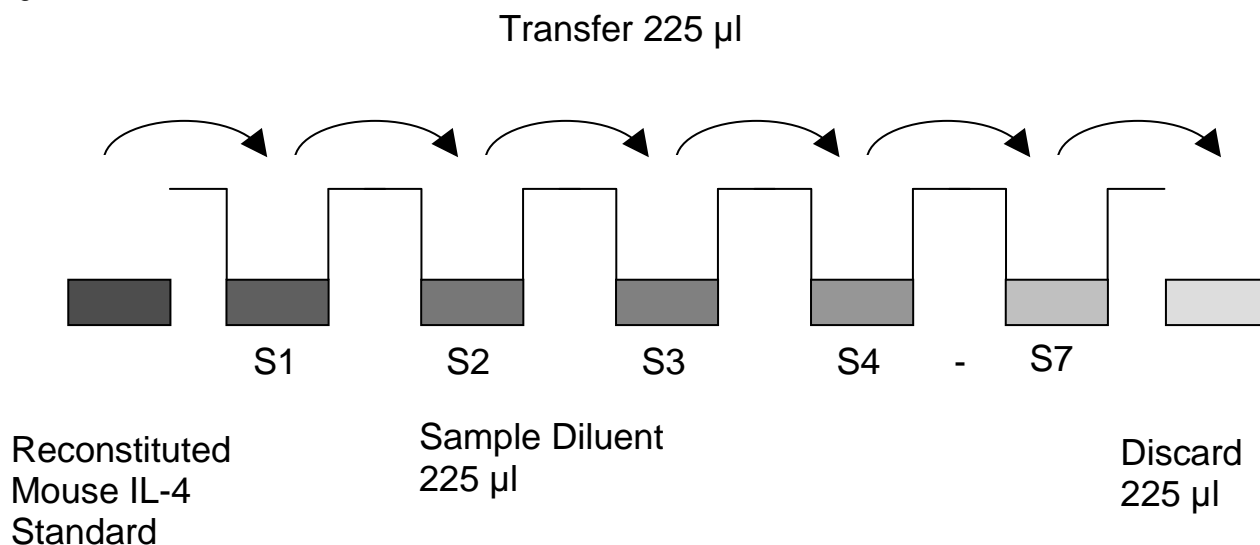 Transfer 225 µl
S1 S2 S3 S4 - S7
Reconstituted
Mouse IL-4
Standard
Sample Diluent
225 µl
Discard
225 µl